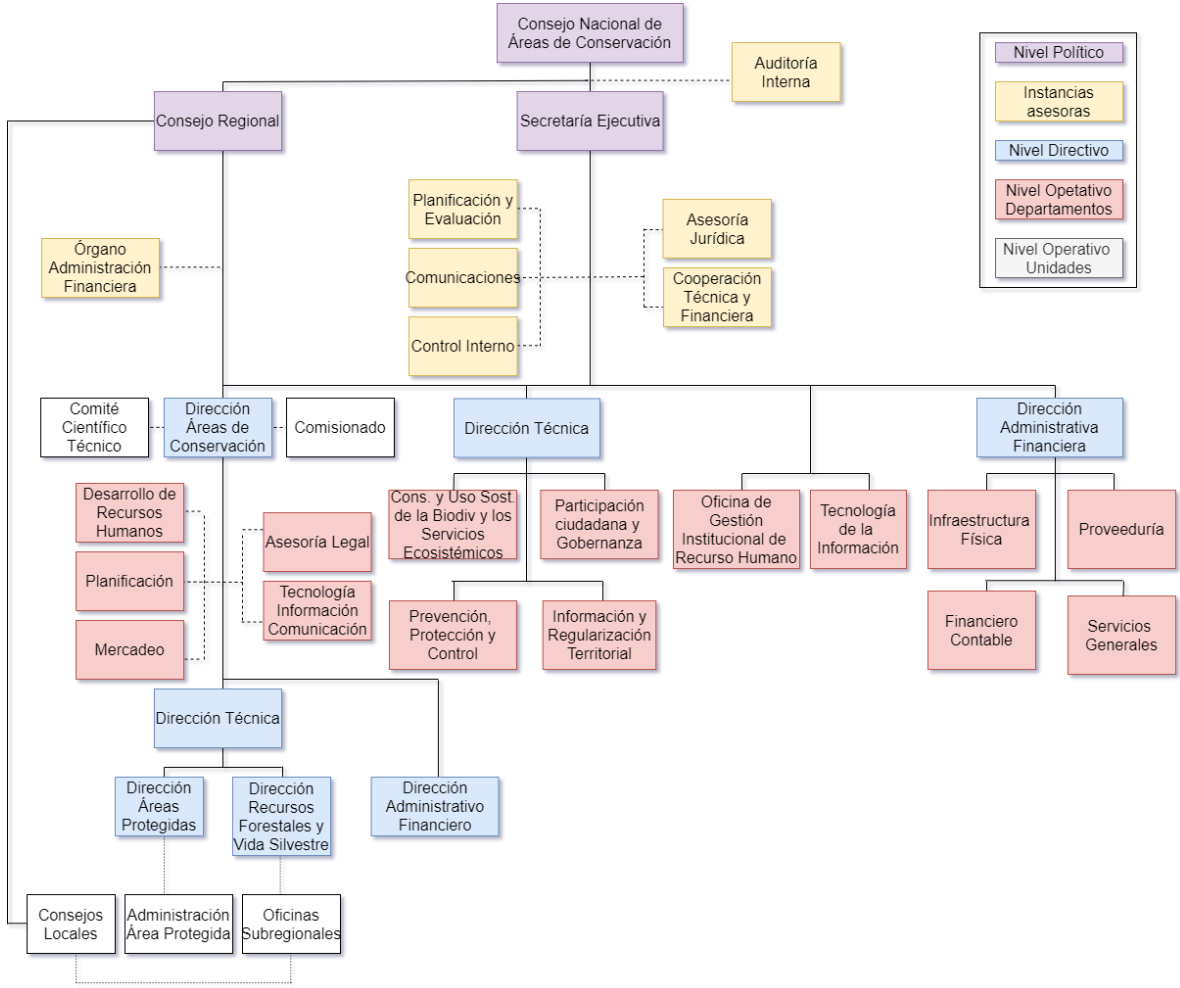 Consejo Nacional de
Áreas de Conservación
Auditoría
Interna
Nivel Político
Instancias
asesoras
Nivel Directivo
Nivel Opetativo
Departamentos
Nivel Operativo
Unidades
Consejo Regional
Secretaría Ejecutiva
Planificación y
Evaluación
Comunicaciones
Control Interno
Asesoría
Jurídica
Cooperación
Técnica y
Financiera
Órgano
Administración
Financiera
Comité
Científico
Técnico
Dirección
Áreas de
Conservación
Comisionado
Dirección Técnica
Dirección
Administrativa
Financiera
Desarrollo de
Recursos
Humanos
Planificación
Mercadeo
Asesoría Legal
Tecnología
Información
Comunicación
Cons. y Uso Sost.
de la Biodiv y los
Servicios
Ecosistémicos
Participación
ciudadana y
Gobernanza
Prevención,
Protección y
Control
Información y
Regularización
Territorial
Oficina de
Gestión
Institucional de
Recurso Humano
Tecnología
de la
Información
Infraestructura
Física
Proveeduría
Financiero
Contable
Servicios
Generales
Dirección Técnica
Dirección
Áreas
Protegidas
Dirección
Recursos
Forestales y
Vida Silvestre
Dirección
Administrativo
Financiero
Consejos
Locales
Administración
Área Protegida
Oficinas
Subregionales